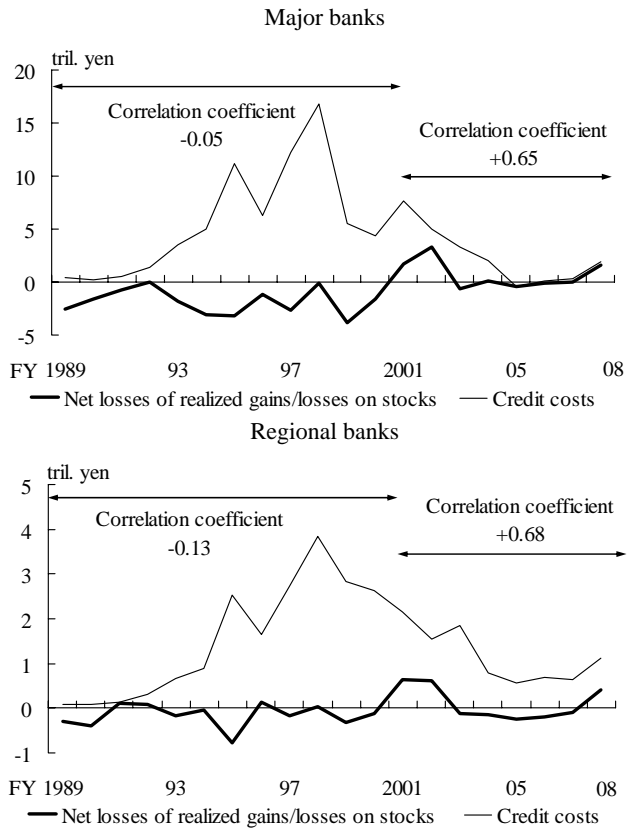 Major banks
tril. yen
20
15
10
5
0
-5
Correlation coefficient
-0.05
Correlation coefficient
+0.65
FY 1989 93 97 2001 05 08
Net losses of realized gains/losses on stocks Credit costs
Regional banks
tril. yen
5
4
3
2
1
0
-1
Correlation coefficient
-0.13
Correlation coefficient
+0.68
FY 1989 93 97 2001 05 08
Net losses of realized gains/losses on stocks Credit costs